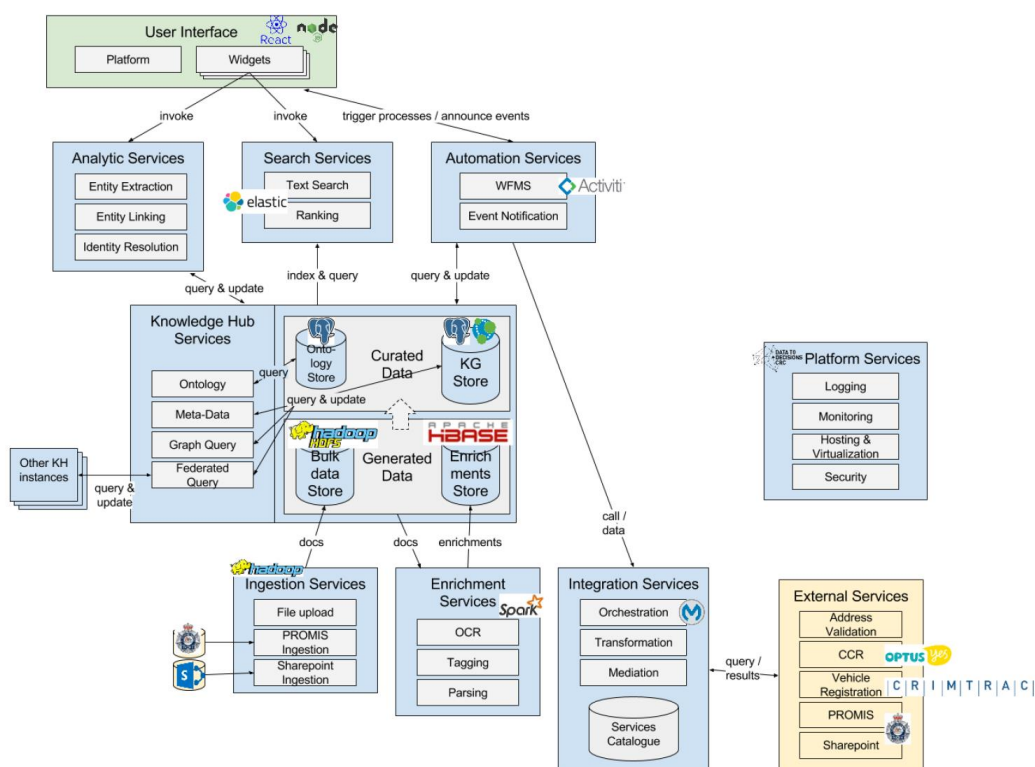 User Interface
React
node
JS
Platform
Widgets
invoke
invoke
trigger processes / announce events
Analytic Services
Entity Extraction
Entity Linking
Identity Resolution
Search Services
Text Search
elastic
Ranking
Automation Services
WFMS
Activiti
Event Notification
query & update
index & query
query & update
Knowledge Hub
Services
Ontology
Meta-Data
Graph Query
Federated
Query
query
Onto-
logy
Store
Curated
Data
KG
Store
query & update
hadoop
HDFS
APACHE
HBASE
Bulk
data
Store
Generated
Data
Enrich
ments
Store
Other KH
instances
query &
update
DATA TO
DECISIONS
CRC
Platform Services
Logging
Monitoring
Hosting &
Virtualization
Security
docs
docs
enrichments
call /
data
hadoop
Ingestion Services
File upload
PROMIS
Ingestion
Sharepoint
Ingestion
S
Enrichment
Services
Spark
OCR
Tagging
Parsing
Integration Services
Orchestration
Transformation
Mediation
Services
Catalogue
query /
results
External Services
Address
Validation
CCR
OPTUS yes
Vehicle
Registration
CRIMTRAC
PROMIS
Sharepoint